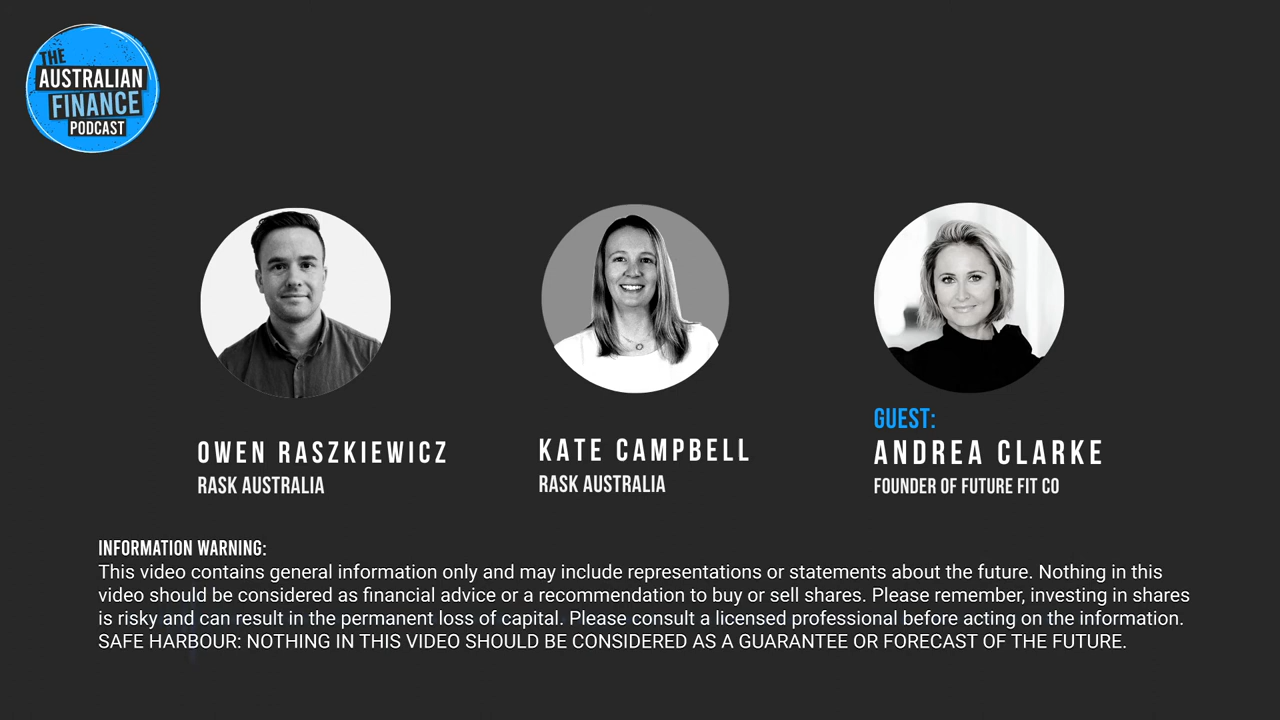 THE
AUSTRALIAN
FINANCE
PODCAST
OWEN RASZKIEWICZ
RASK AUSTRALIA
KATE CAMPBELL
RASK AUSTRALIA
GUEST:
ANDREA CLARKE
FOUNDER OF FUTURE FIT CO
INFORMATION WARNING:
This video contains general information only and may include representations or statements about the future. Nothing in this
video should be considered as financial advice or a recommendation to buy or sell shares. Please remember, investing in shares
is risky and can result in the permanent loss of capital. Please consult a licensed professional before acting on the information.
SAFE HARBOUR: NOTHING IN THIS VIDEO SHOULD BE CONSIDERED AS A GUARANTEE OR FORECAST OF THE FUTURE.